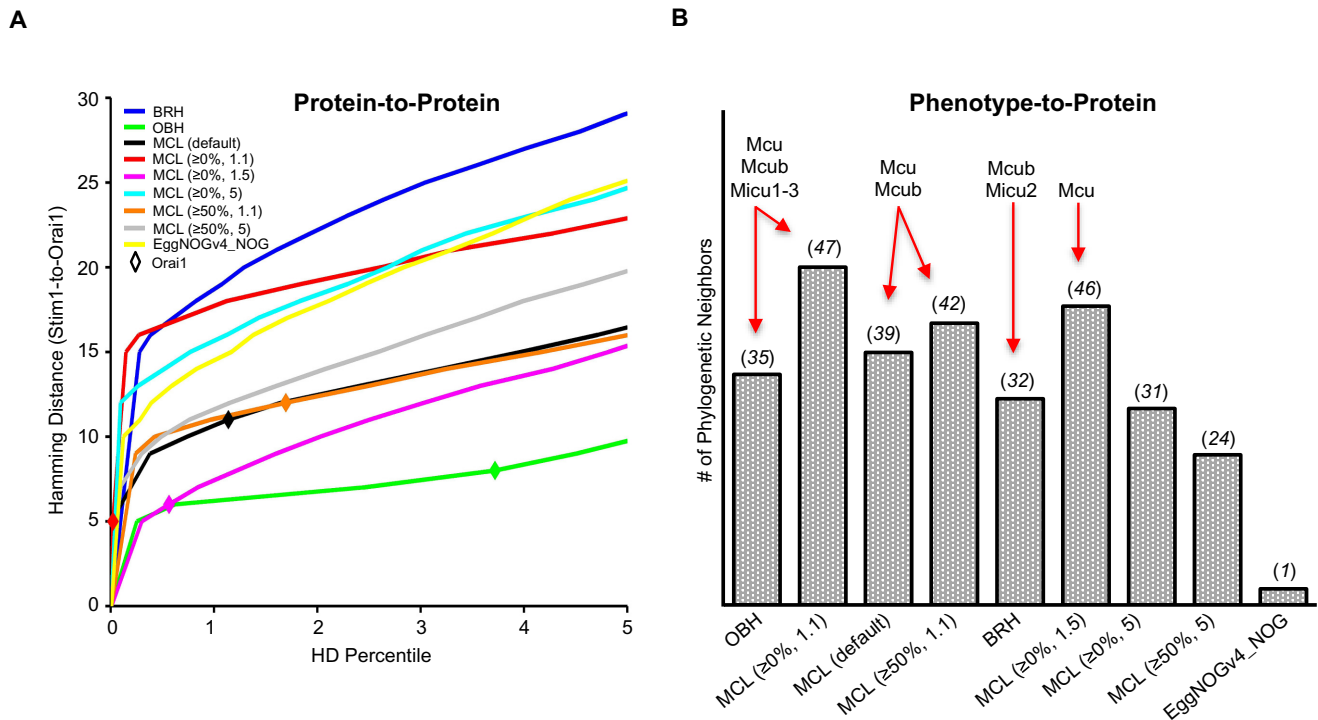 A
B
Protein-to-Protein
Hamming Distance (Stim1-to-Orai1)
30
25
20
15
10
5
0
BRH
OBH
MCL (default)
MCL (≥0%, 1.1)
MCL (≥0%, 1.5)
MCL (≥0%, 5)
MCL (≥50%, 1.1)
MCL (≥50%, 5)
EggNOGv4_NOG
Orai1
0 1 2 3 4 5
HD Percentile
Phenotype-to-Protein
# of Phylogenetic Neighbors
Mcu
Mcub
Micu1-3
Mcu
Mcub
Mcub
Micu2
Mcu
(35)
(47)
(39)
(42)
(32)
(46)
(31)
(24)
(1)
OBH
MCL (≥0%, 1.1)
MCL (default)
MCL (≥50%, 1.1)
BRH
MCL (≥0%, 1.5)
MCL (≥0%, 5)
MCL (≥50%, 5)
EggNOGv4_NOG